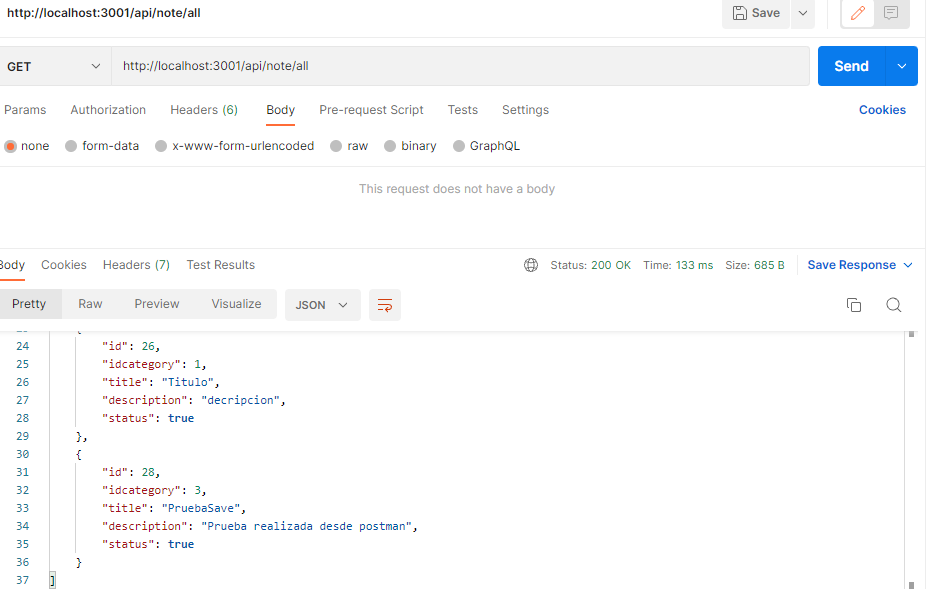 http://localhost:3001/api/note/all Save
GET http://localhost:3001/api/note/all Send
Params Authorization Headers (6) Body Pre-request Script Tests Settings Cookies
none form-data x-www-form-urlencoded raw binary GraphQL
This request does not have a body
Body Cookies Headers (7) Test Results Status: 200 OK Time: 133 ms Size: 685 B Save Response
Pretty Raw Preview Visualize JSON
24 "id": 26,
25 "idcategory": 1,
26 "title": "Titulo",
27 "description": "decripcion",
28 "status": true
29 },
30 {
31 "id": 28,
32 "idcategory": 3,
33 "title": "PruebaSave",
34 "description": "Prueba realizada desde postman",
35 "status": true
36 }
37 ]